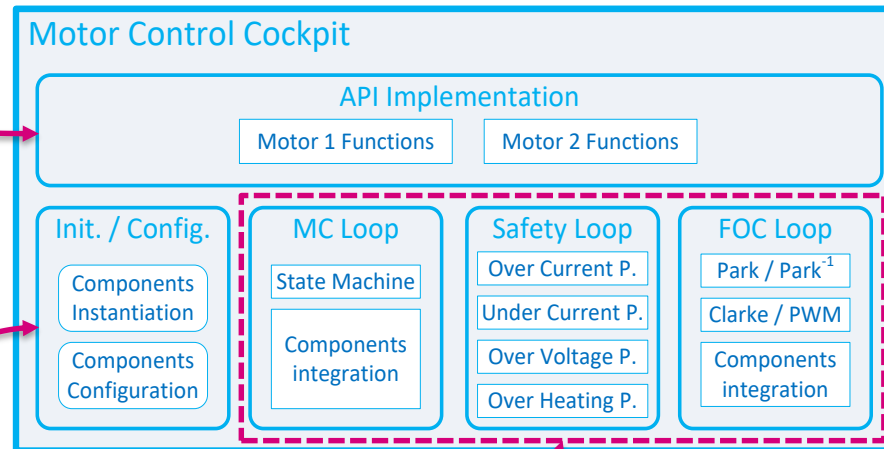 Motor Control Cockpit
API Implementation
Motor 1 Functions
Motor 2 Functions
Init. / Config.
Components
Instantiation
Components
Configuration
MC Loop
State Machine
Components
integration
Safety Loop
Over Current P.
Under Current P.
Over Voltage P.
Over Heating P.
FOC Loop
Park / Park⁻¹
Clarke / PWM
Components
integration